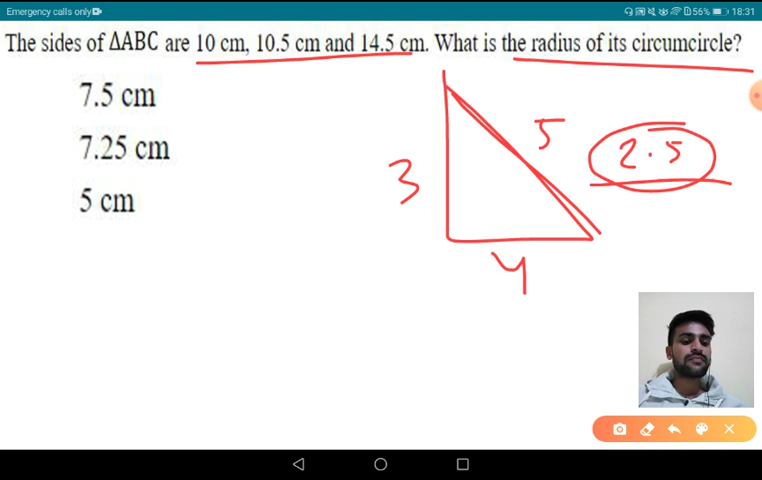 Emergency calls only 56% 18:31
The sides of ΔABC are 10 cm, 10.5 cm and 14.5 cm. What is the radius of its circumcircle?
7.5 cm
7.25 cm
5 cm
5
2.5
3
4